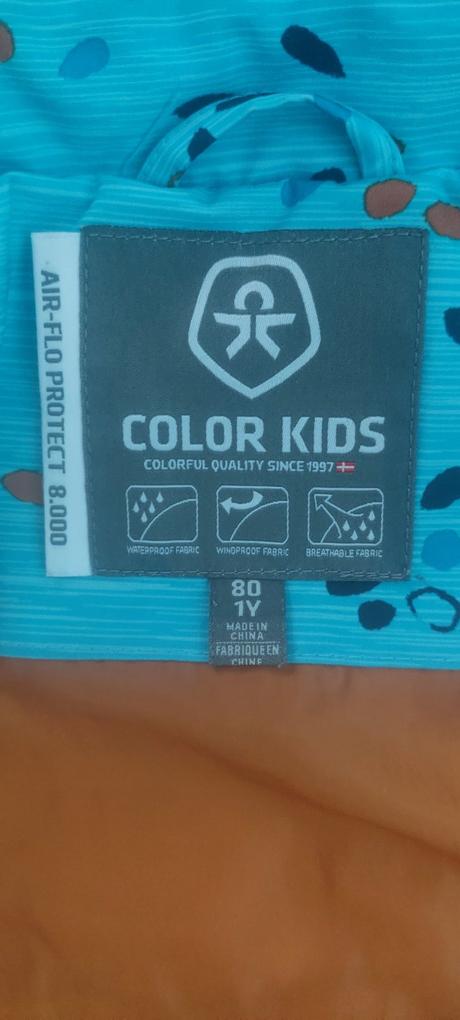 AIR-FLO PROTECT 8.000
COLOR KIDS
COLORFUL QUALITY SINCE 1997
WATERPROOF FABRIC
WINDPROOF FABRIC
BREATHABLE FABRIC
80
1Y
MADE IN
CHINA
FABRIQUE EN
CHINE